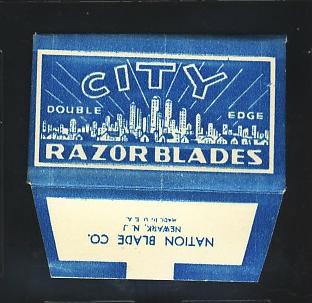 CITY
DOUBLE EDGE
RAZOR BLADES
NATION BLADE CO.
NEWARK, N. J
MADE IN U.S.A.